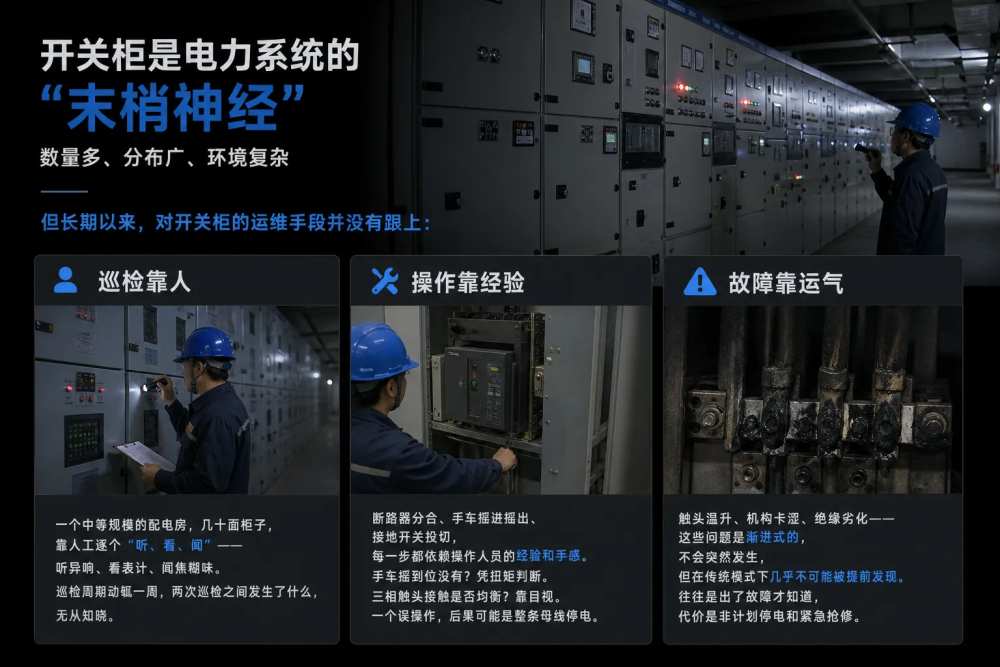 开关柜是电力系统的
“末梢神经”
数量多、分布广、环境复杂
但长期以来，对开关柜的运维手段并没有跟上：
巡检靠人
一个中等规模的配电房，几十面柜子，
靠人工逐个“听、看、闻”——
听异响、看表计、闻焦糊味。
巡检周期动辄一周，两次巡检之间发生了什么，
无从知晓。
操作靠经验
断路器分合、手车摇进摇出、
接地开关投切，
每一步都依赖操作人员的经验和手感。
手车摇到位没有？凭扭矩判断。
三相触头接触是否均衡？靠目视。
一个误操作，后果可能是整条母线停电。
故障靠运气
触头温升、机构卡涩、绝缘劣化——
这些问题是渐进式的，
不会突然发生，
但在传统模式下几乎不可能被提前发现。
往往是出了故障才知道，
代价是非计划停电和紧急抢修。